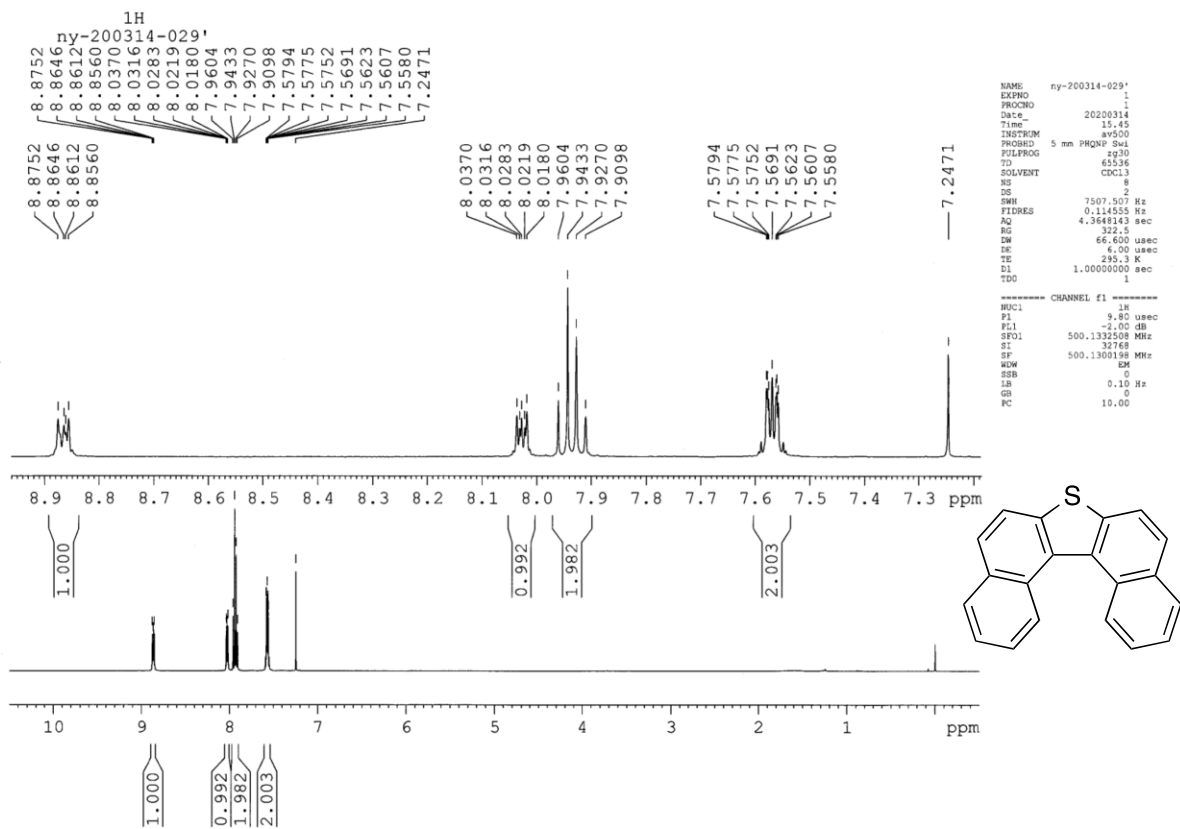 1H
ny-200314-029'
8.8752
8.8646
8.8612
8.8560
8.0370
8.0316
8.0283
8.0219
8.0180
7.9604
7.9433
7.9270
7.9098
7.5794
7.5775
7.5752
7.5691
7.5623
7.5607
7.5580
7.2471
8.8752
8.8646
8.8612
8.8560
8.0370
8.0316
8.0283
8.0219
8.0180
7.9604
7.9433
7.9270
7.9098
7.5794
7.5775
7.5752
7.5691
7.5623
7.5607
7.5580
7.2471
NAME ny-200314-029'
EXPNO 1
PROCNO 1
Date_ 20200314
Time 15.45
INSTRUM av500
PROBHD 5 mm PHQNP Swi
PULPROG zg30
TD 65536
SOLVENT CDCl3
NS 8
DS 2
SWH 7507.507 Hz
FIDRES 0.114555 Hz
AQ 4.3648143 sec
RG 322.5
DW 66.600 usec
DE 6.00 usec
TE 295.3 K
D1 1.00000000 sec
TD0 1
======== CHANNEL f1 ========
NUC1 1H
P1 9.80 usec
PL1 -2.00 dB
SFO1 500.1332508 MHz
SI 32768
SF 500.1300198 MHz
WDW EM
SSB 0
LB 0.10 Hz
GB 0
PC 10.00
8.9 8.8 8.7 8.6 8.5 8.4 8.3 8.2 8.1 8.0 7.9 7.8 7.7 7.6 7.5 7.4 7.3 ppm
1.000 0.992 1.982 2.003
S
10 9 8 7 6 5 4 3 2 1 ppm
1.000 0.992 1.982 2.003